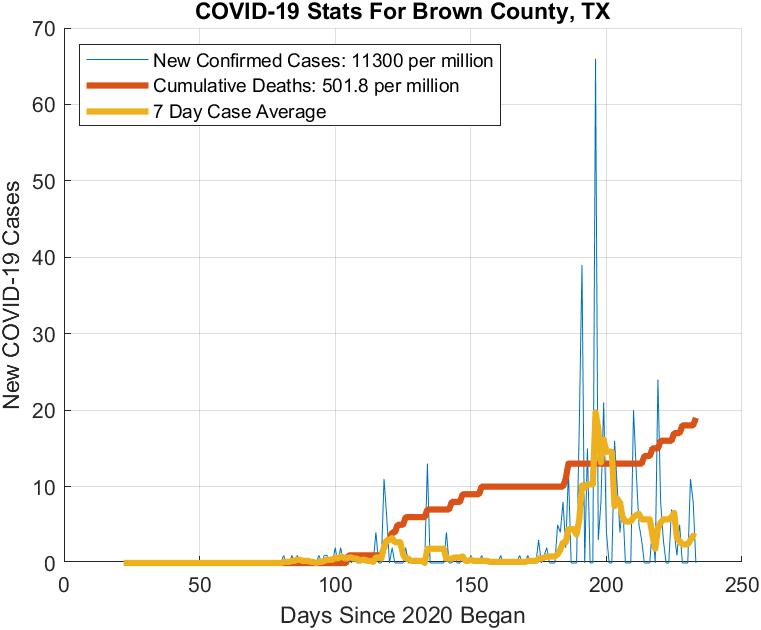 COVID-19 Stats For Brown County, TX
New Confirmed Cases: 11300 per million
Cumulative Deaths: 501.8 per million
7 Day Case Average
New COVID-19 Cases
70
60
50
40
30
20
10
0
0 50 100 150 200 250
Days Since 2020 Began